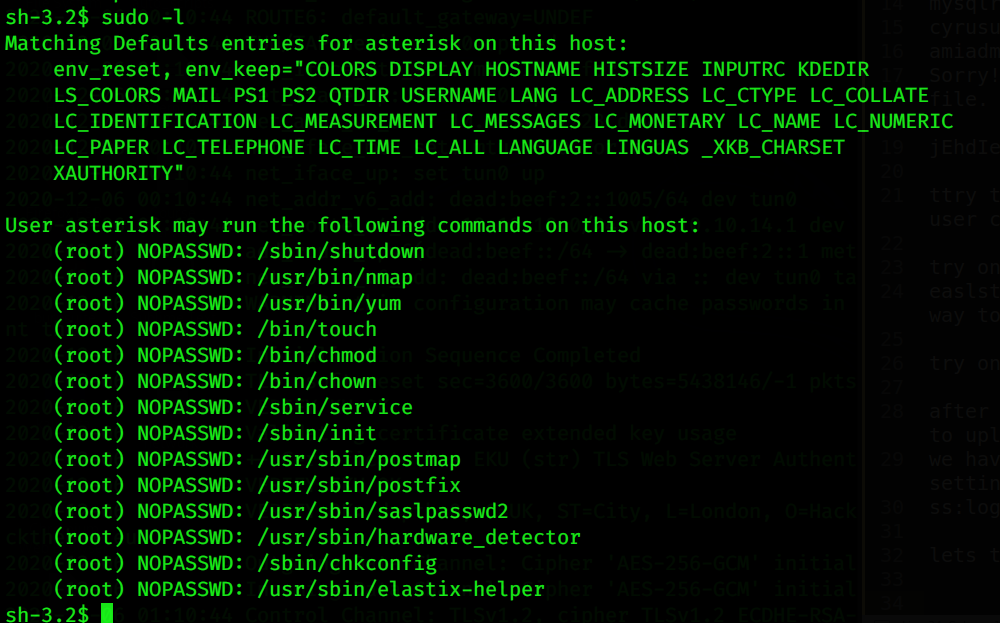 sh-3.2$ sudo -l
Matching Defaults entries for asterisk on this host:
env_reset, env_keep="COLORS DISPLAY HOSTNAME HISTSIZE INPUTRC KDEDIR
LS_COLORS MAIL PS1 PS2 QTDIR USERNAME LANG LC_ADDRESS LC_CTYPE LC_COLLATE
LC_IDENTIFICATION LC_MEASUREMENT LC_MESSAGES LC_MONETARY LC_NAME LC_NUMERIC
LC_PAPER LC_TELEPHONE LC_TIME LC_ALL LANGUAGE LINGUAS _XKB_CHARSET
XAUTHORITY"
User asterisk may run the following commands on this host:
(root) NOPASSWD: /sbin/shutdown
(root) NOPASSWD: /usr/bin/nmap
(root) NOPASSWD: /usr/bin/yum
(root) NOPASSWD: /bin/touch
(root) NOPASSWD: /bin/chmod
(root) NOPASSWD: /bin/chown
(root) NOPASSWD: /sbin/service
(root) NOPASSWD: /sbin/init
(root) NOPASSWD: /usr/sbin/postmap
(root) NOPASSWD: /usr/sbin/postfix
(root) NOPASSWD: /usr/sbin/saslpasswd2
(root) NOPASSWD: /usr/sbin/hardware_detector
(root) NOPASSWD: /sbin/chkconfig
(root) NOPASSWD: /usr/sbin/elastix-helper
sh-3.2$